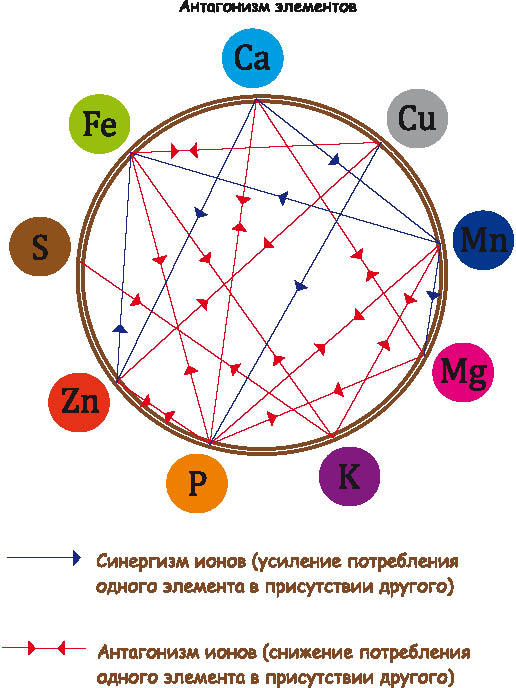 Антагонизм элементов
Ca
Cu
Fe
Mn
S
Mg
Zn
K
P
Синергизм ионов (усиление потребления
одного элемента в присутствии другого)
Антагонизм ионов (снижение потребления
одного элемента в присутствии другого)